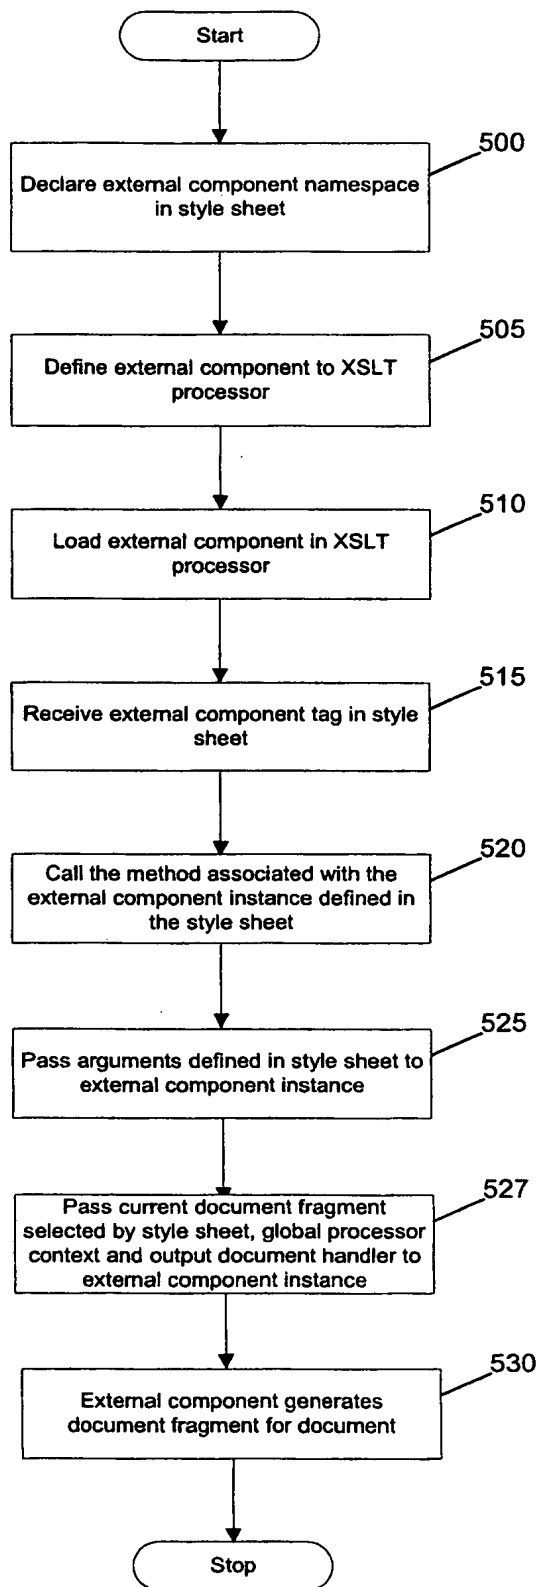 Start
500
Declare external component namespace
in style sheet
505
Define external component to XSLT
processor
510
Load external component in XSLT
processor
515
Receive external component tag in style
sheet
520
Call the method associated with the
external component instance defined in
the style sheet
525
Pass arguments defined in style sheet to
external component instance
527
Pass current document fragment
selected by style sheet, global processor
context and output document handler to
external component instance
530
External component generates
document fragment for document
Stop